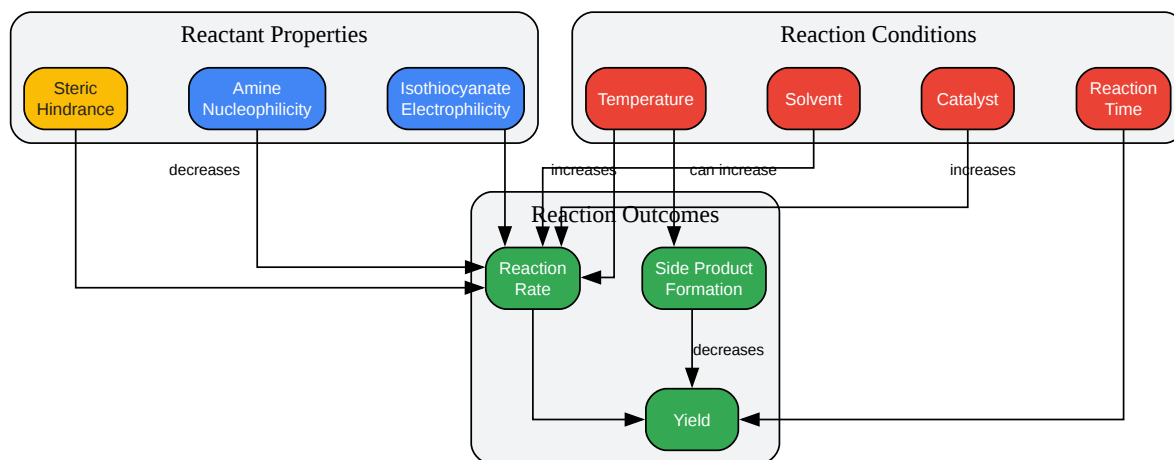 Reactant Properties
Reaction Conditions
Steric
Hindrance
Amine
Nucleophilicity
Isothiocyanate
Electrophilicity
Temperature
Solvent
Catalyst
Reaction
Time
decreases
increases
can increase
increases
Reaction Outcomes
Reaction
Rate
Side Product
Formation
decreases
Yield